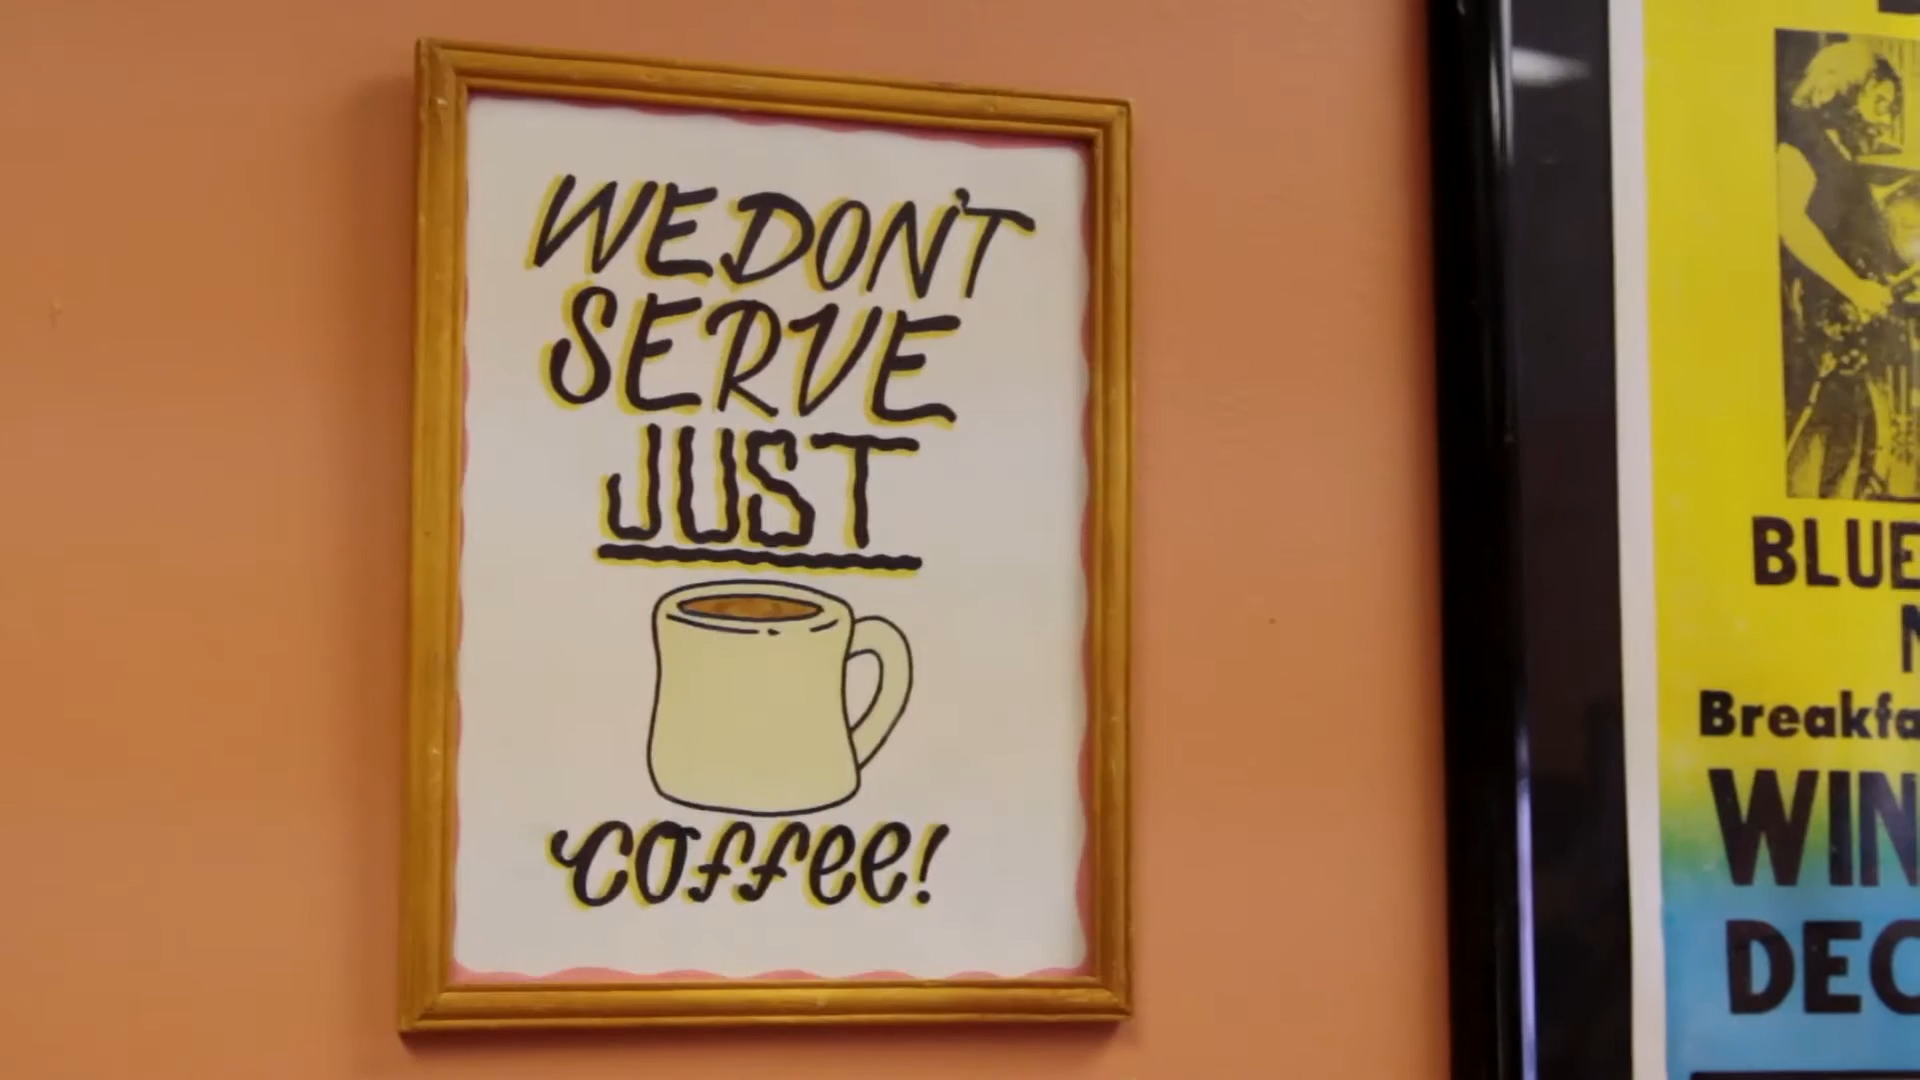 WE DON'T
SERVE
JUST
coffee!
BLUE
Breakfa
WIN
DEC